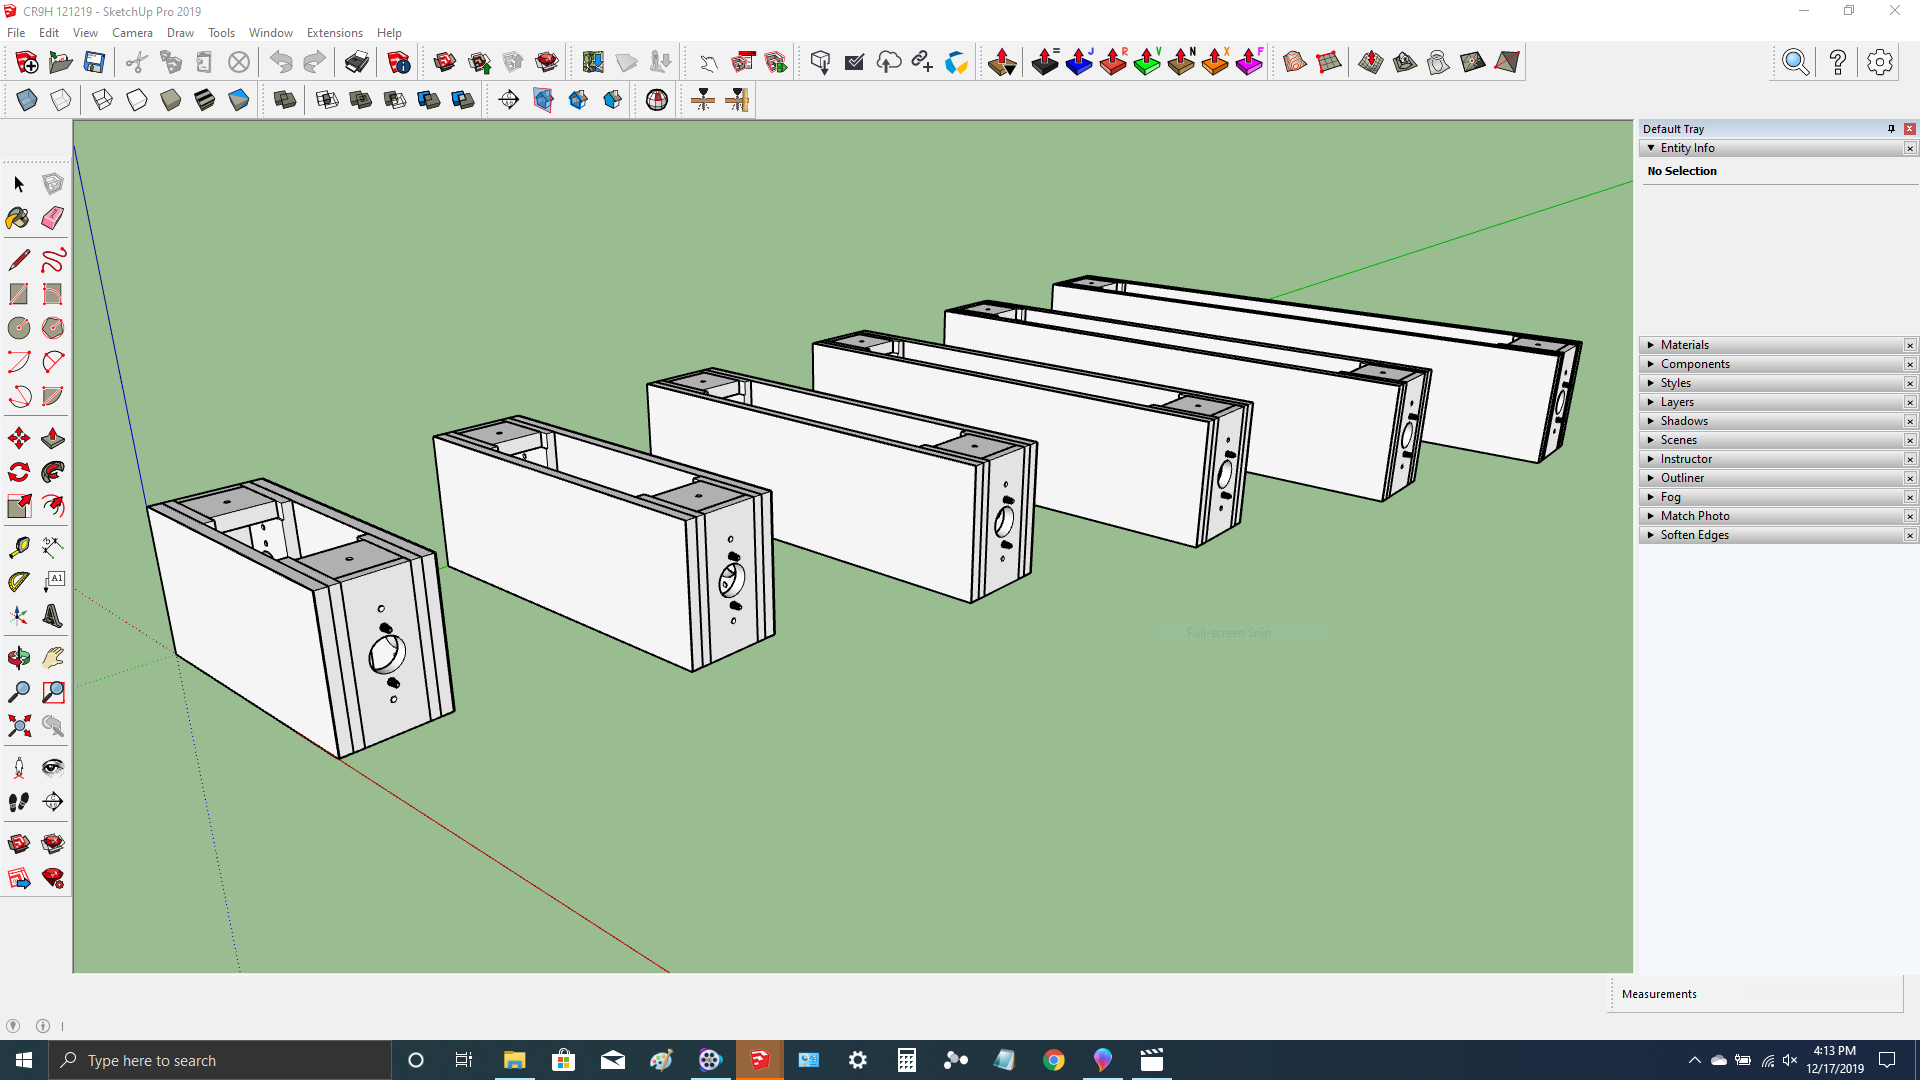 CR9H 121219 - SketchUp Pro 2019
File Edit View Camera Draw Tools Window Extensions Help
= J R V N X F
Default Tray
Entity Info
No Selection
Materials
Components
Styles
Layers
Shadows
Scenes
Instructor
Outliner
Fog
Match Photo
Soften Edges
A1
Full-screen Snip
Measurements
Type here to search
4:13 PM
12/17/2019